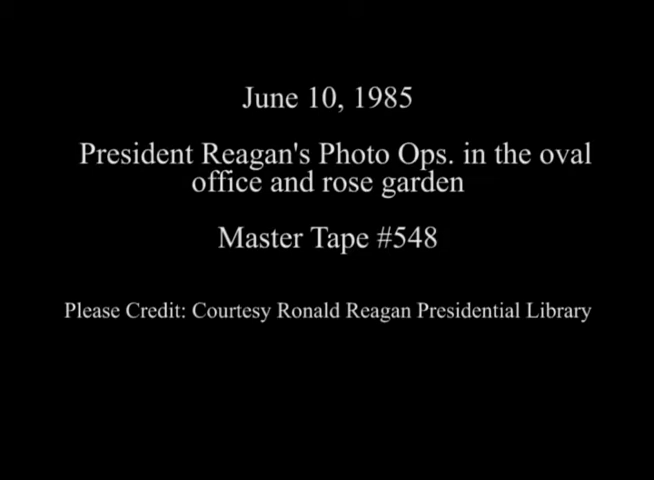 June 10, 1985
President Reagan's Photo Ops. in the oval
office and rose garden
Master Tape #548
Please Credit: Courtesy Ronald Reagan Presidential Library